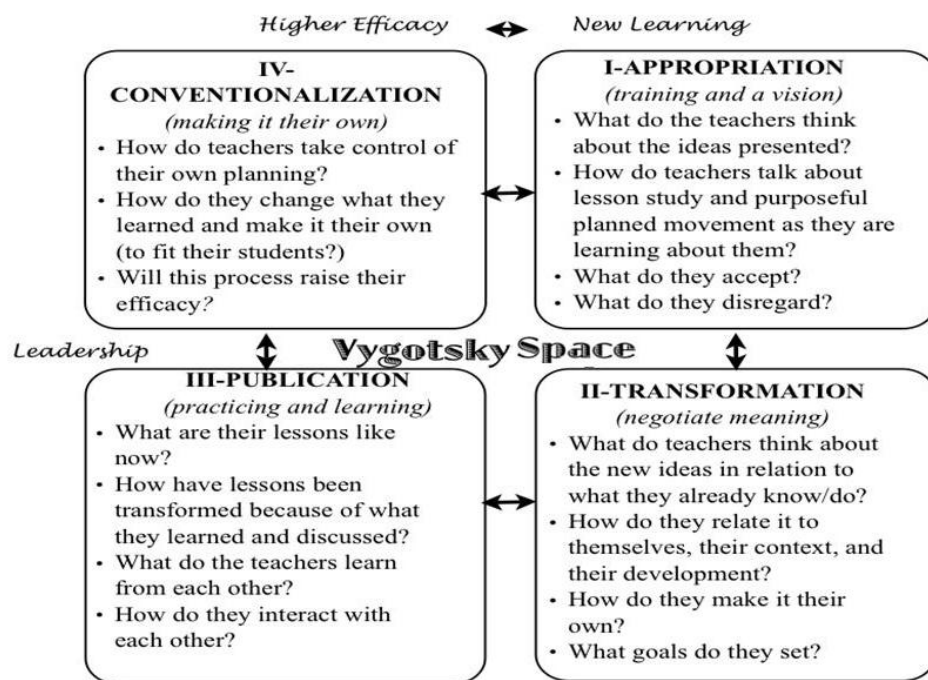 Higher Efficacy
New Learning
IV-
CONVENTIONALIZATION
(making it their own)
• How do teachers take control of
their own planning?
• How do they change what they
learned and make it their own
(to fit their students?)
• Will this process raise their
efficacy?
I-APPROPRIATION
(training and a vision)
• What do the teachers think
about the ideas presented?
• How do teachers talk about
lesson study and purposeful
planned movement as they are
learning about them?
• What do they accept?
• What do they disregard?
Leadership
Vygotsky Space
III-PUBLICATION
(practicing and learning)
• What are their lessons like
now?
• How have lessons been
transformed because of what
they learned and discussed?
• What do the teachers learn
from each other?
• How do they interact with
each other?
II-TRANSFORMATION
(negotiate meaning)
• What do teachers think about
the new ideas in relation to
what they already know/do?
• How do they relate it to
themselves, their context, and
their development?
• How do they make it their
own?
• What goals do they set?